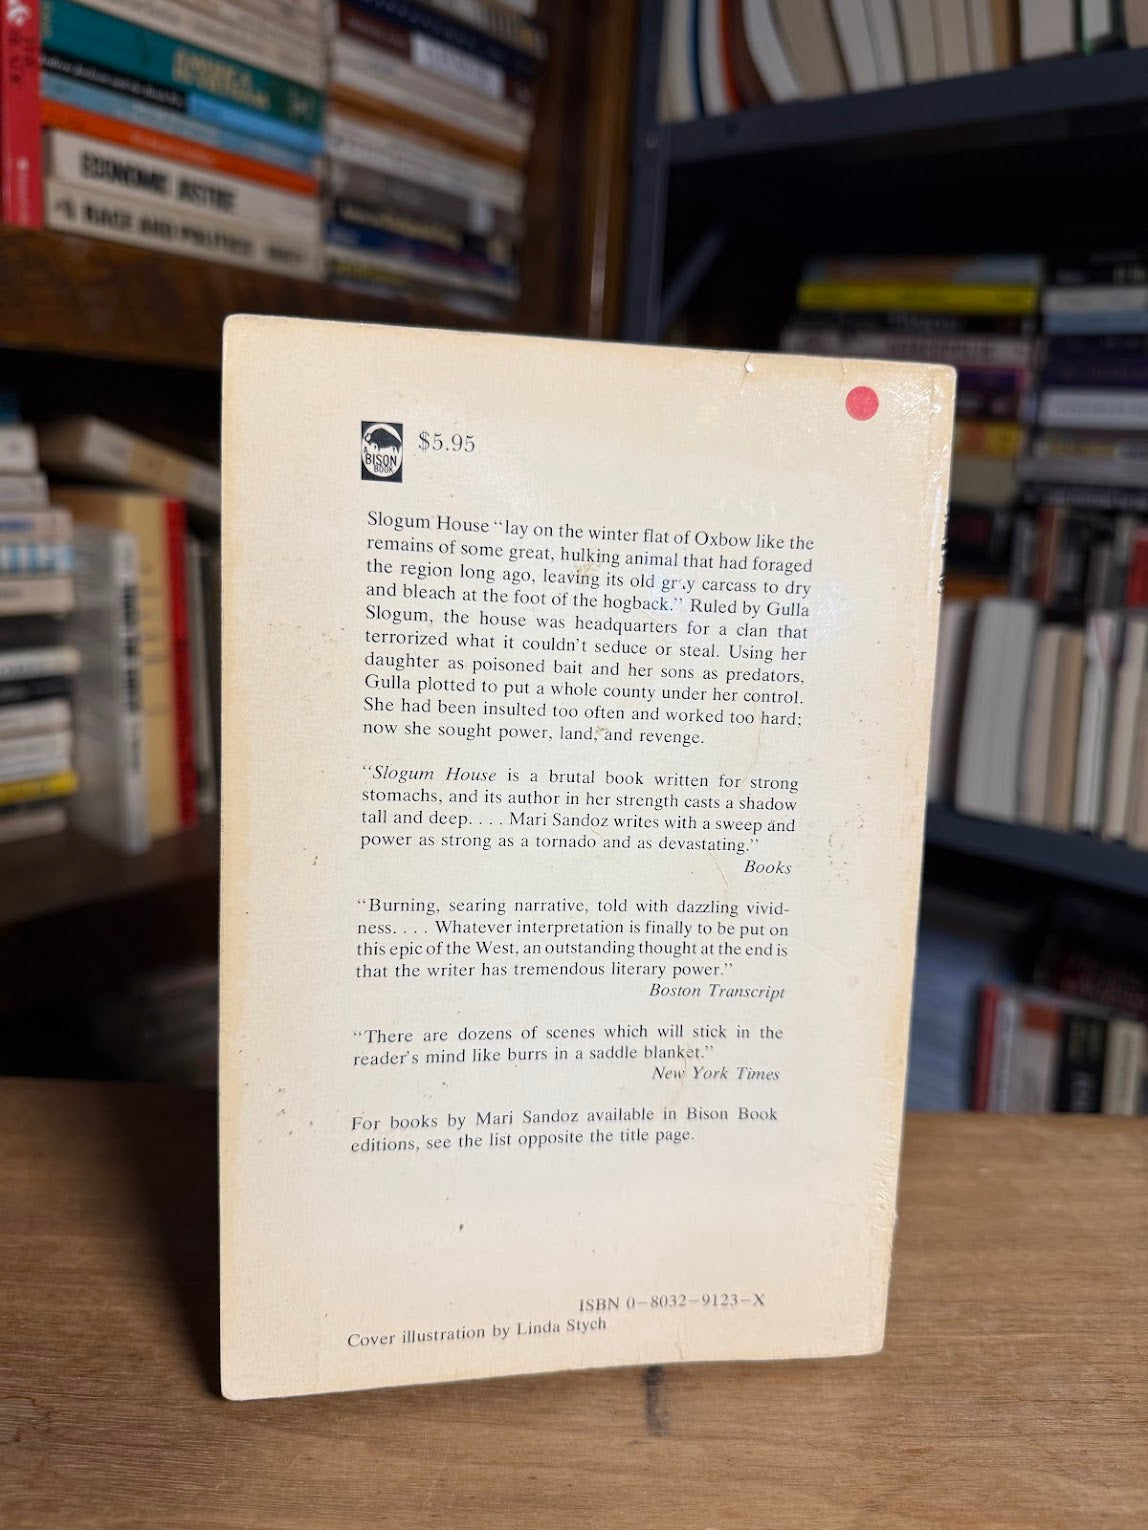 ECONOMIC
RACE AND POLITICS
A
BISON
BOOK
$5.95
Slogum House “lay on the winter flat of Oxbow like the
remains of some great, hulking animal that had foraged
the region long ago, leaving its old gray carcass to dry
and bleach at the foot of the hogback.” Ruled by Gulla
Slogum, the house was headquarters for a clan that
terrorized what it couldn't seduce or steal. Using her
daughter as poisoned bait and her sons as predators,
Gulla plotted to put a whole county under her control.
She had been insulted too often and worked too hard;
now she sought power, land, and revenge.
“Slogum House is a brutal book written for strong
stomachs, and its author in her strength casts a shadow
tall and deep. . . . Mari Sandoz writes with a sweep and
power as strong as a tornado and as devastating.”
Books
“Burning, searing narrative, told with dazzling vivid-
ness. . . . Whatever interpretation is finally to be put on
this epic of the West, an outstanding thought at the end is
that the writer has tremendous literary power.”
Boston Transcript
“There are dozens of scenes which will stick in the
reader's mind like burrs in a saddle blanket.”
New York Times
For books by Mari Sandoz available in Bison Book
editions, see the list opposite the title page.
ISBN 0-8032-9123-X
Cover illustration by Linda Stych